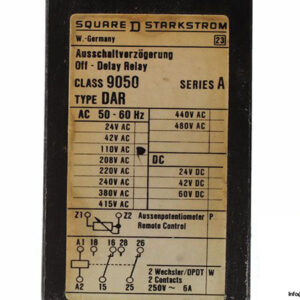 SQUARE D STARKSTROM
W.-Germany 23
Ausschaltverzögerung
Off - Delay Relay
CLASS 9050 SERIES A
TYPE DAR
AC 50 - 60 Hz 440V AC
24V AC 480V AC
42V AC
110V AC
208V AC DC
220V AC 24V DC
240V AC 42V DC
380V AC 60V DC
415V AC
Z1 Z2 Aussenpotentiometer P
Remote Control
A1 18 16 28 26
A2 15 25
2 Wechsler/DPDT W
2 Contacts
250V~ 6A